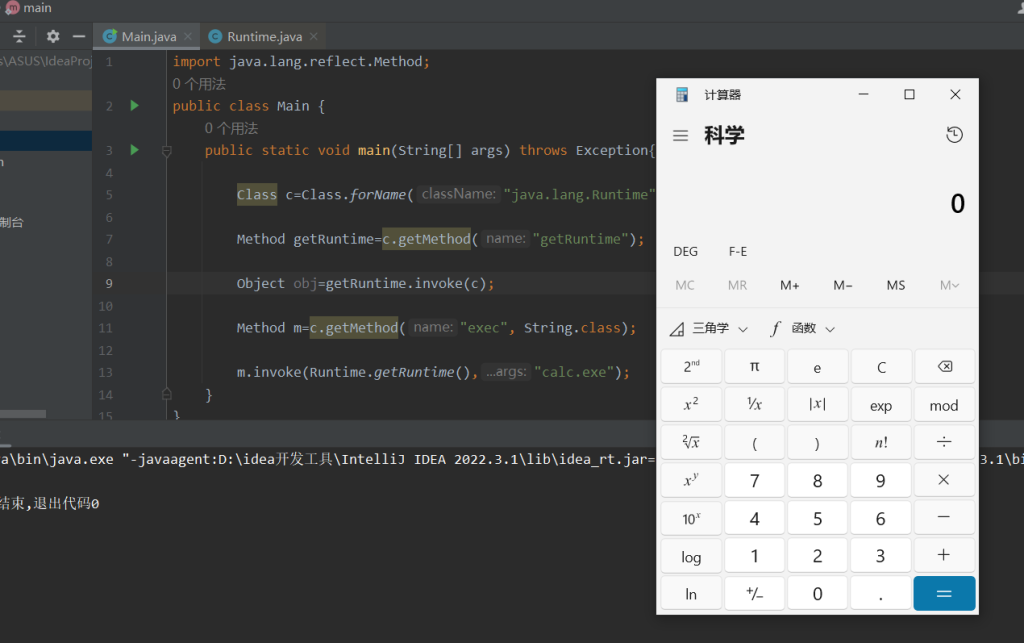 main
Main.java
Runtime.java
s\ASUS\IdeaProj
制台
1 import java.lang.reflect.Method;
0 个用法
2 public class Main {
0 个用法
3 public static void main(String[] args) throws Exception{
4
5 Class c=Class.forName( className: "java.lang.Runtime"
6
7 Method getRuntime=c.getMethod( name: "getRuntime");
8
9 Object obj=getRuntime.invoke(c);
10
11 Method m=c.getMethod( name: "exec", String.class);
12
13 m.invoke(Runtime.getRuntime(), ...args: "calc.exe");
14 }
15 }
a\bin\java.exe "-javaagent:D:\idea开发工具\IntelliJ IDEA 2022.3.1\lib\idea_rt.jar=
3.1\bi
结束,退出代码0
计算器
科学
0
DEG F-E
MC MR M+ M− MS M
三角学 f 函数
2nd π e C
x2 1/x |x| exp mod
2√x ( ) n! ÷
xy 7 8 9 ×
10x 4 5 6 −
log 1 2 3 +
ln +/− 0 . =